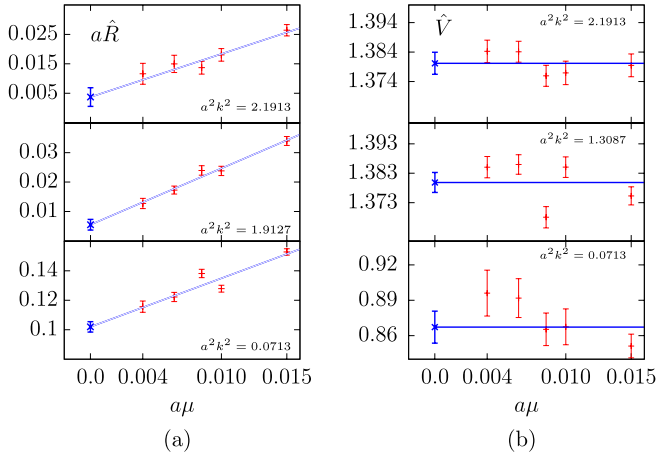 aR̂
0.025
0.015
0.005
a²k² = 2.1913
0.03
0.02
0.01
a²k² = 1.9127
0.14
0.12
0.1
a²k² = 0.0713
0.0 0.004 0.010 0.015
aμ
(a)
V̂
1.394
1.384
1.374
a²k² = 2.1913
1.393
1.383
1.373
a²k² = 1.3087
0.92
0.89
0.86
a²k² = 0.0713
0.0 0.004 0.010 0.015
aμ
(b)